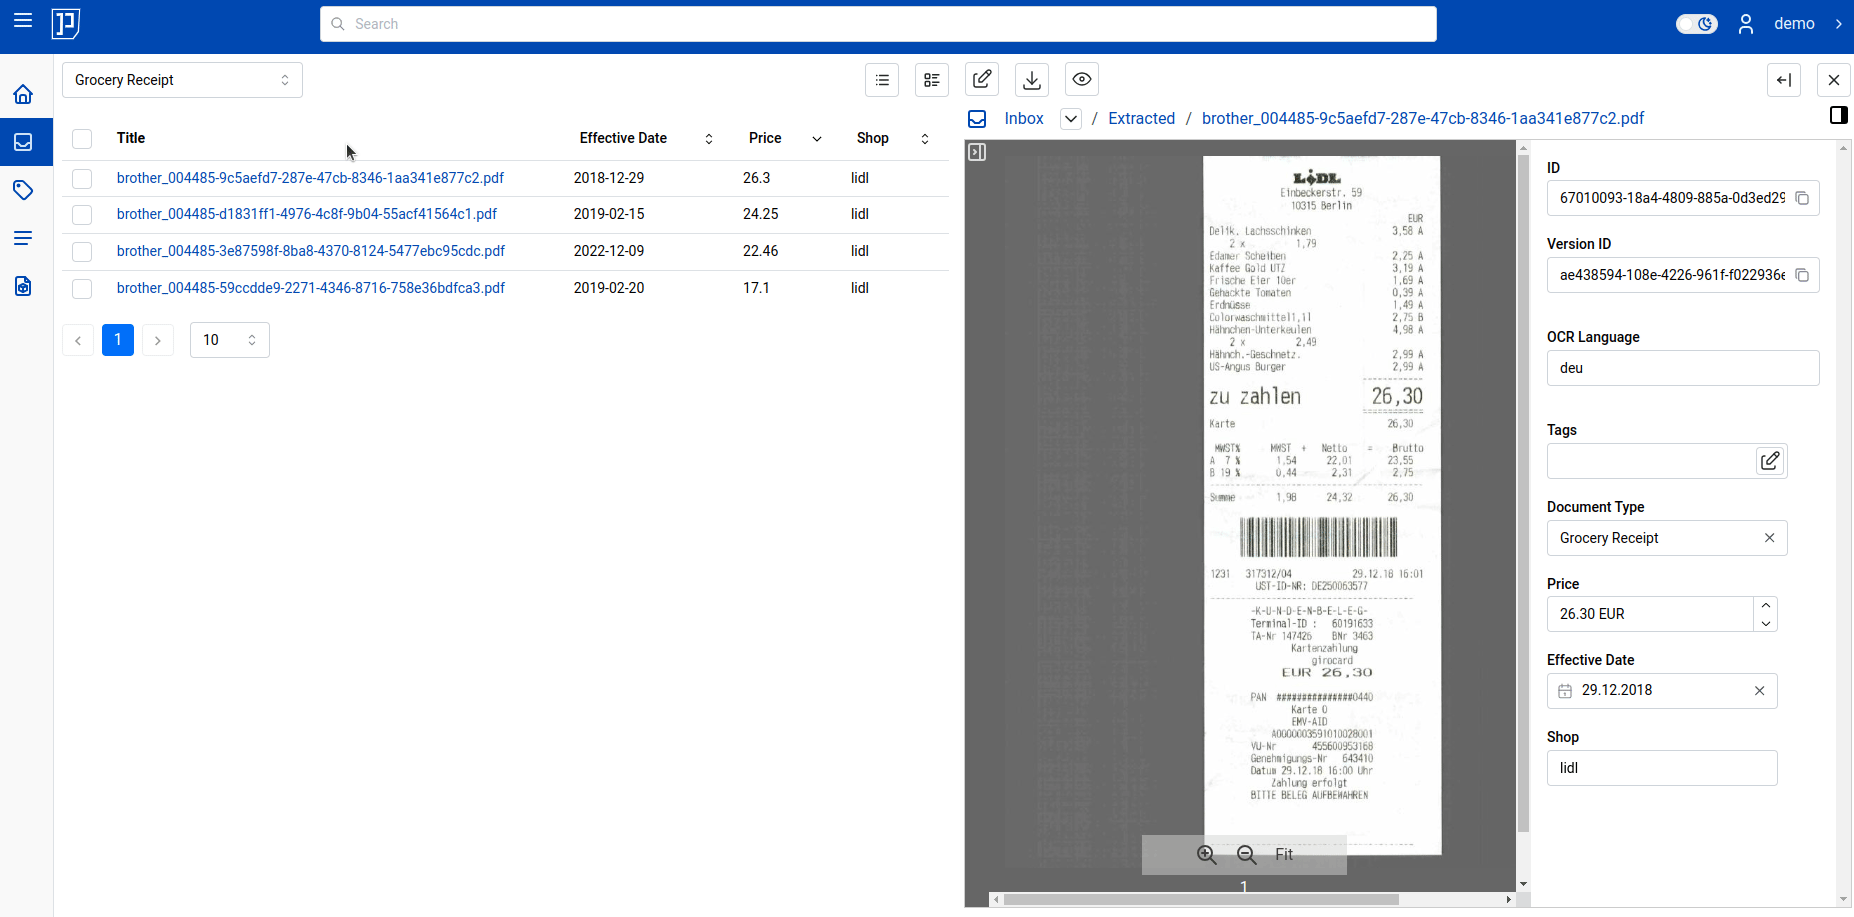 Search
demo
Grocery Receipt
Title Effective Date Price Shop
brother_004485-9c5aefd7-287e-47cb-8346-1aa341e877c2.pdf 2018-12-29 26.3 lidl
brother_004485-d1831ff1-4976-4c8f-9b04-55acf41564c1.pdf 2019-02-15 24.25 lidl
brother_004485-3e87598f-8ba8-4370-8124-5477ebc95cdc.pdf 2022-12-09 22.46 lidl
brother_004485-59ccdde9-2271-4346-8716-758e36bdfca3.pdf 2019-02-20 17.1 lidl
1 10
Inbox / Extracted / brother_004485-9c5aefd7-287e-47cb-8346-1aa341e877c2.pdf
LIDL
Einbeckerstr. 59
10315 Berlin
EUR
Delik. Lachsschinken 3,58 A
2 x 1,79
Edamer Scheiben 2,25 A
Kaffee Gold UTZ 3,19 A
Frische Eier 10er 1,69 A
Gehackte Tomaten 0,39 A
Erdnüsse 1,49 A
Colorwaschmittel1,1l 2,75 B
Hähnchen-Unterkeulen 4,98 A
2 x 2,49
Hähnch.-Geschnetz. 2,99 A
US-Angus Burger 2,99 A
zu zahlen 26,30
Karte 26,30
MWST% MWST + Netto = Brutto
A 7 % 1,54 22,01 23,55
B 19 % 0,44 2,31 2,75
Summe 1,98 24,32 26,30
1231 317312/04 29.12.18 16:01
UST-ID-NR: DE250063577
-K-U-N-D-E-N-B-E-L-E-G-
Terminal-ID : 60191633
TA-Nr 147426 BNr 3463
Kartenzahlung
girocard
EUR 26,30
PAN ###############0440
Karte 0
EMV-AID
A0000003591010028001
VU-Nr 455600953168
Genehmigungs-Nr 643410
Datum 29.12.18 16:00 Uhr
Zahlung erfolgt
BITTE BELEG AUFBEWAHREN
Fit
1
ID
67010093-18a4-4809-885a-0d3ed29
Version ID
ae438594-108e-4226-961f-f022936e
OCR Language
deu
Tags
Document Type
Grocery Receipt
Price
26.30 EUR
Effective Date
29.12.2018
Shop
lidl